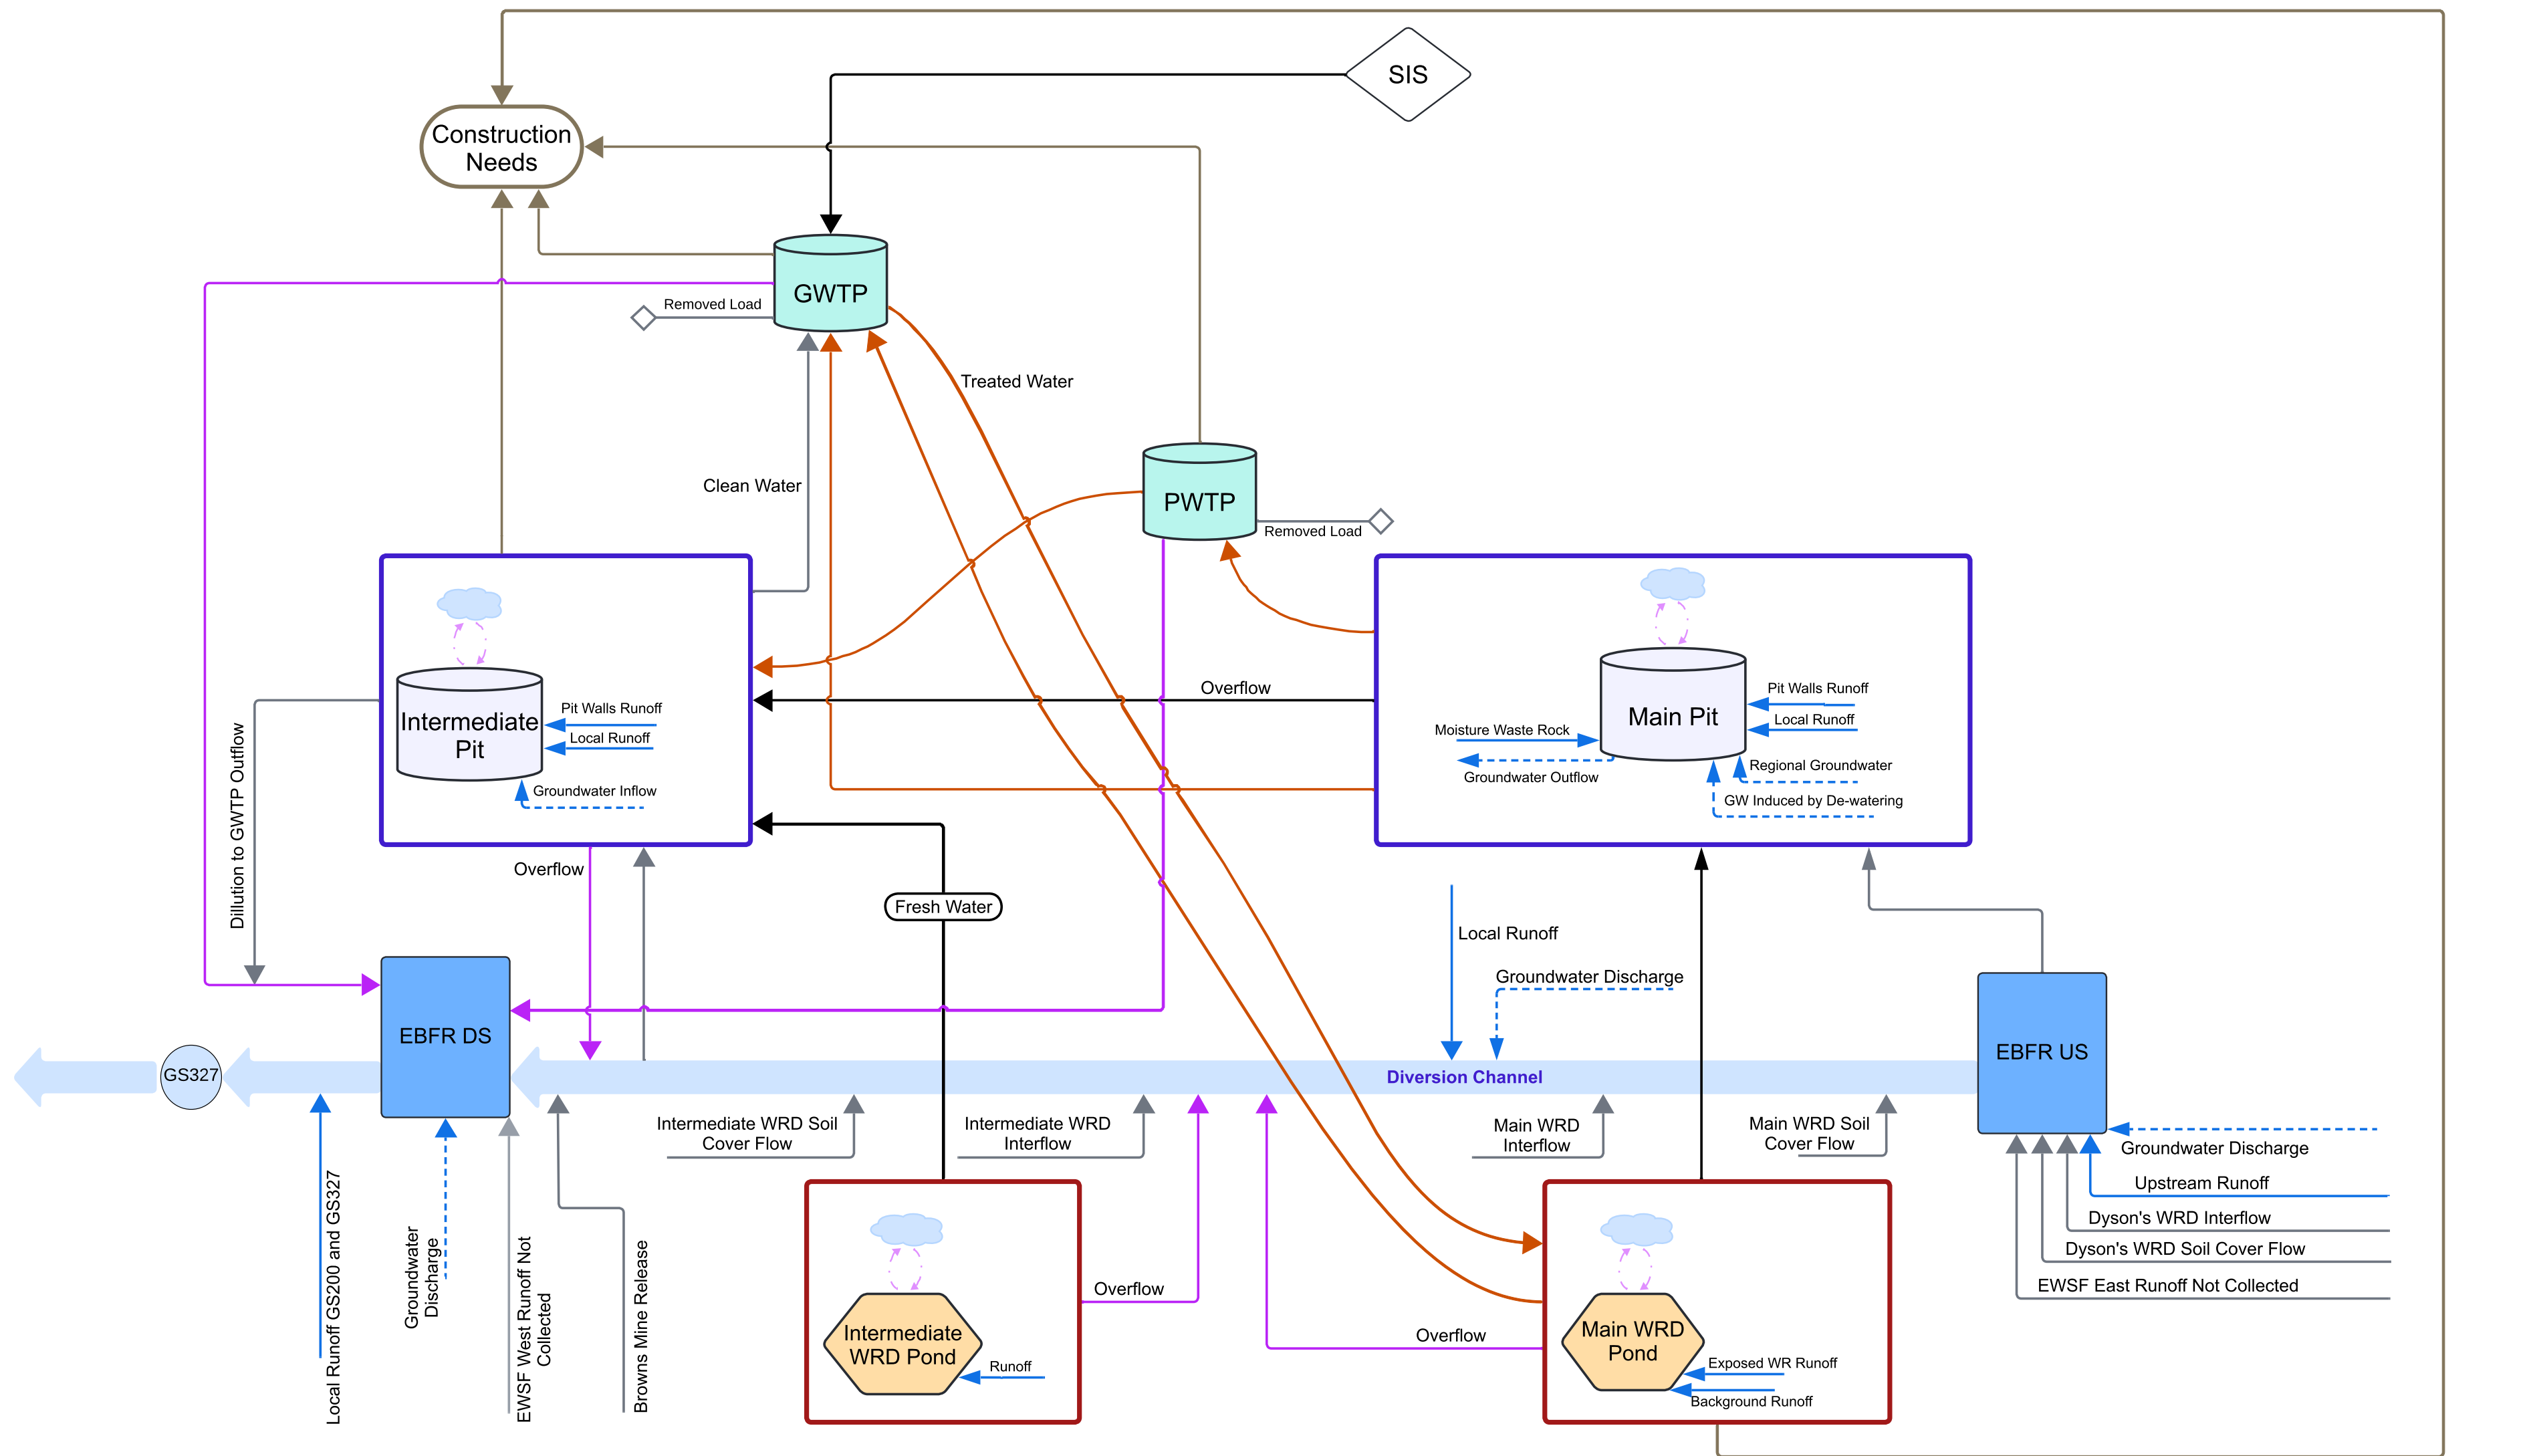 SIS
Construction
Needs
GWTP
Removed Load
Treated Water
Clean Water
PWTP
Removed Load
Intermediate
Pit
Pit Walls Runoff
Local Runoff
Groundwater Inflow
Overflow
Main Pit
Pit Walls Runoff
Local Runoff
Moisture Waste Rock
Groundwater Outflow
Regional Groundwater
GW Induced by De-watering
Dillution to GWTP Outflow
Overflow
Fresh Water
Local Runoff
Groundwater Discharge
EBFR DS
EBFR US
GS327
Diversion Channel
Intermediate WRD Soil
Cover Flow
Intermediate WRD
Interflow
Main WRD
Interflow
Main WRD Soil
Cover Flow
Groundwater Discharge
Upstream Runoff
Dyson's WRD Interflow
Dyson's WRD Soil Cover Flow
EWSF East Runoff Not Collected
Local Runoff GS200 and GS327
Groundwater
Discharge
EWSF West Runoff Not
Collected
Browns Mine Release
Intermediate
WRD Pond
Runoff
Overflow
Overflow
Main WRD
Pond
Exposed WR Runoff
Background Runoff